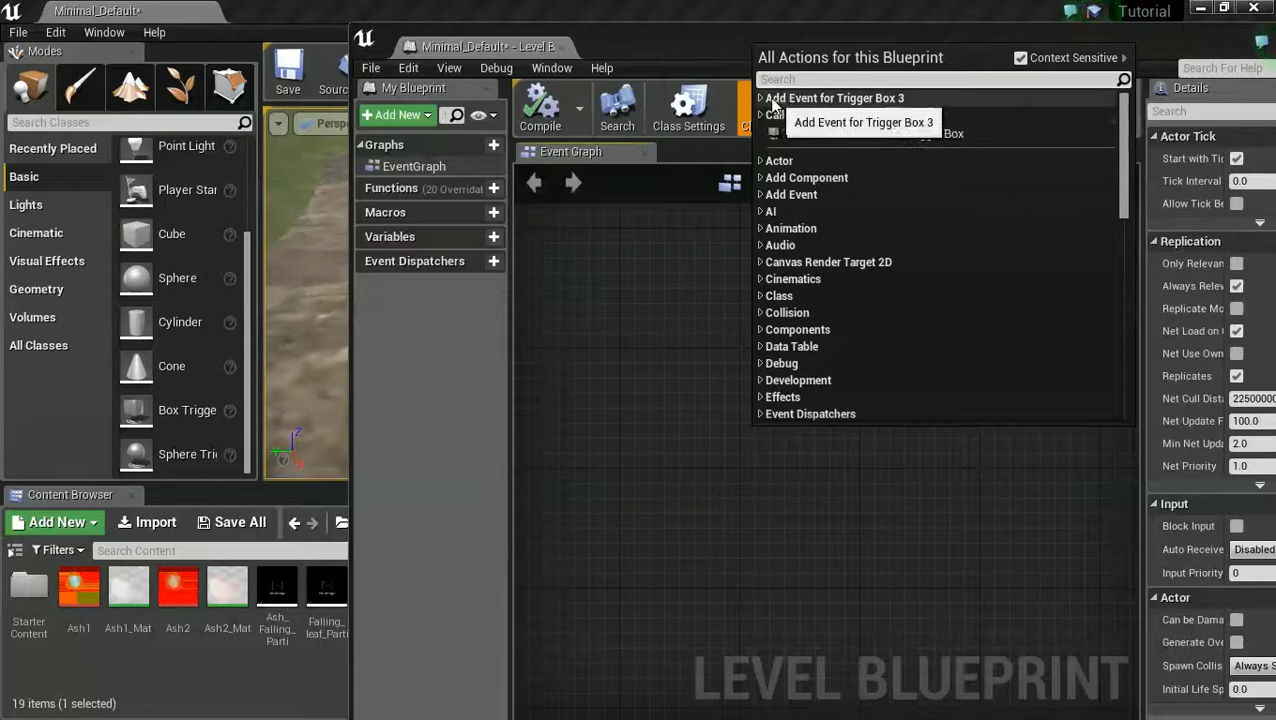 Minimal_Default*
Tutorial
File
Edit
Window
Help
Modes
Save
Search Classes
Recently Placed
Basic
Lights
Cinematic
Visual Effects
Geometry
Volumes
All Classes
Point Light
Player Star
Cube
Sphere
Cylinder
Cone
Box Trigge
Sphere Tri
Persp
Content Browser
Add New
Import
Save All
Filters
Search Content
Starter
Content
Ash1
Ash1_Mat
Ash2
Ash2_Mat
Ash_
Falling_
Parti
Falling_
leaf_Parti
19 items (1 selected)
Minimal_Default* - Level B
File
Edit
View
Debug
Window
Help
My Blueprint
Add New
Graphs
EventGraph
Functions
(20 Overridat
Macros
Variables
Event Dispatchers
Compile
Search
Class Settings
Event Graph
All Actions for this Blueprint
Context Sensitive
Search
Add Event for Trigger Box 3
Add Event for Trigger Box 3
Box
Actor
Add Component
Add Event
AI
Animation
Audio
Canvas Render Target 2D
Cinematics
Class
Collision
Components
Data Table
Debug
Development
Effects
Event Dispatchers
LEVEL BLUEPRINT
Search For Help
Details
Search
Actor Tick
Start with Tic
Tick Interval
0.0
Allow Tick Be
Replication
Only Relevar
Always Relev
Replicate Mo
Net Load on
Net Use Own
Replicates
Net Cull Dist
22500000
Net Update F
100.0
Min Net Upda
2.0
Net Priority
1.0
Input
Block Input
Auto Receive
Disabled
Input Priority
0
Actor
Can be Dama
Generate Ove
Spawn Collis
Always S
Initial Life Sp
0.0